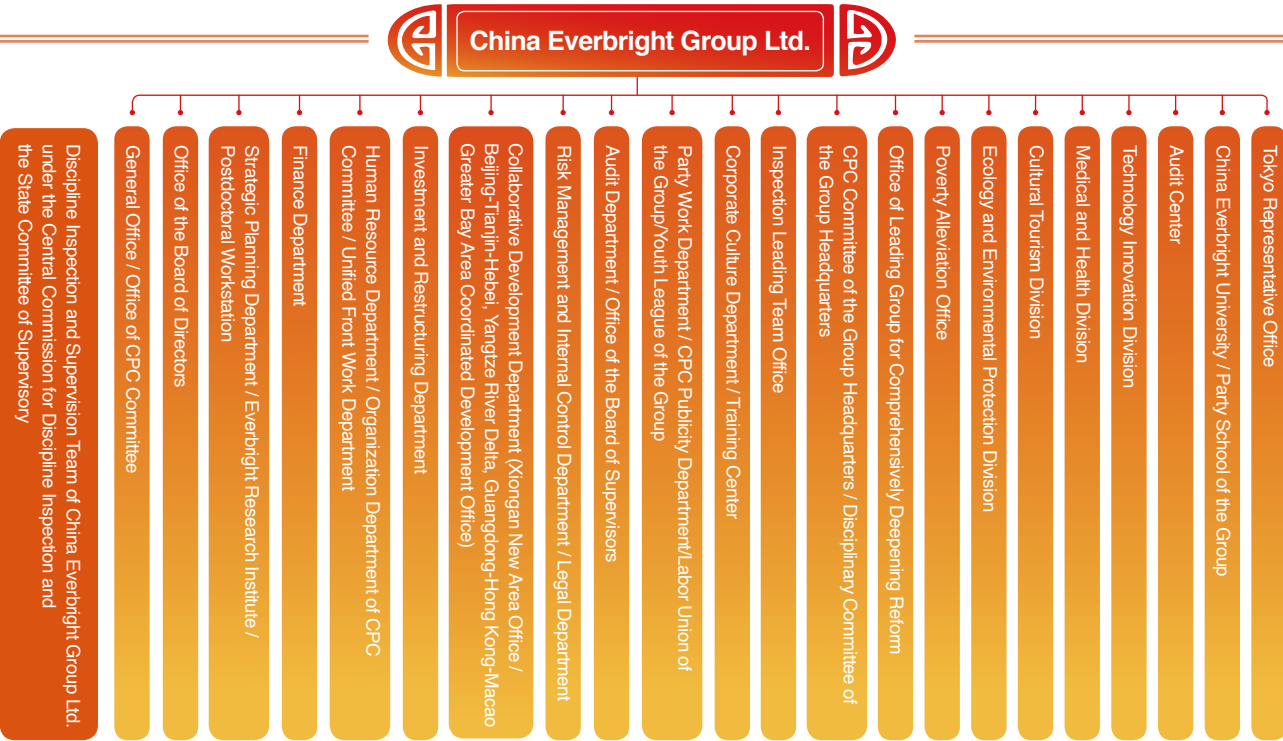 China Everbright Group Ltd.
Discipline Inspection and Supervision Team of China Everbright Group Ltd.
under the Central Commission for Discipline Inspection and
the State Committee of Supervisory
General Office / Office of CPC Committee
Office of the Board of Directors
Strategic Planning Department / Everbright Research Institute /
Postdoctoral Workstation
Finance Department
Human Resource Department / Organization Department of CPC
Committee / Unified Front Work Department
Investment and Restructuring Department
Collaborative Development Department (Xiongan New Area Office /
Beijing-Tianjin-Hebei, Yangtze River Delta, Guangdong-Hong Kong-Macao
Greater Bay Area Coordinated Development Office)
Risk Management and Internal Control Department / Legal Department
Audit Department / Office of the Board of Supervisors
Party Work Department / CPC Publicity Department/Labor Union of
the Group/Youth League of the Group
Corporate Culture Department / Training Center
Inspection Leading Team Office
CPC Committee of the Group Headquarters / Disciplinary Committee of
the Group Headquarters
Office of Leading Group for Comprehensively Deepening Reform
Poverty Alleviation Office
Ecology and Environmental Protection Division
Cultural Tourism Division
Medical and Health Division
Technology Innovation Division
Audit Center
China Everbright University / Party School of the Group
Tokyo Representative Office